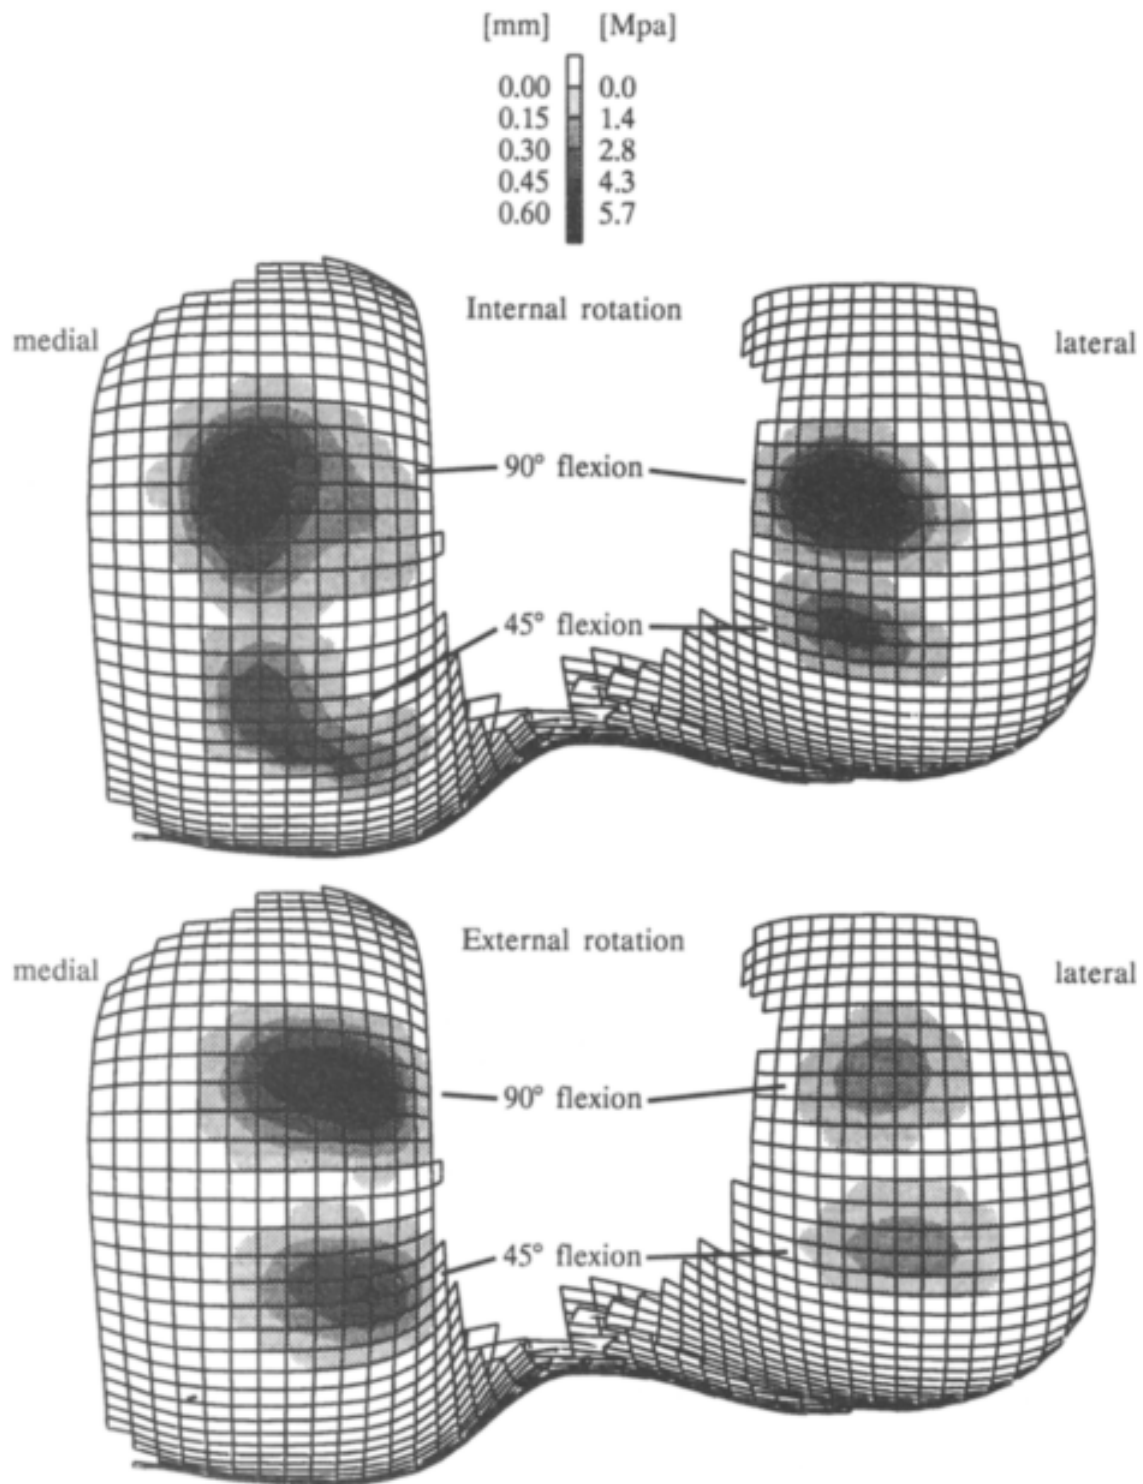 [mm] [Mpa]
0.00 0.0
0.15 1.4
0.30 2.8
0.45 4.3
0.60 5.7
Internal rotation
medial
lateral
90° flexion
45° flexion
External rotation
medial
lateral
90° flexion
45° flexion